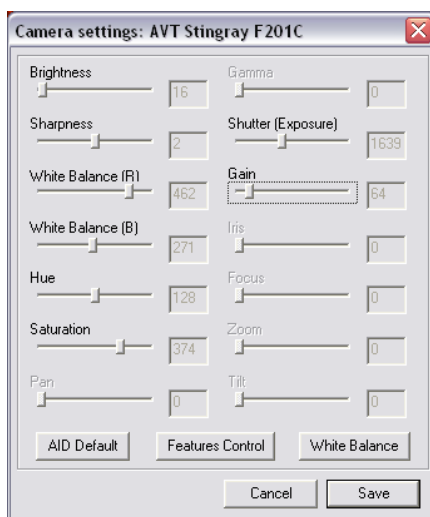 Camera settings: AVT Stingray F201C
Brightness
16
Gamma
0
Sharpness
2
Shutter (Exposure)
1639
White Balance (R)
462
Gain
64
White Balance (B)
271
Iris
0
Hue
128
Focus
0
Saturation
374
Zoom
0
Pan
0
Tilt
0
AID Default
Features Control
White Balance
Cancel
Save